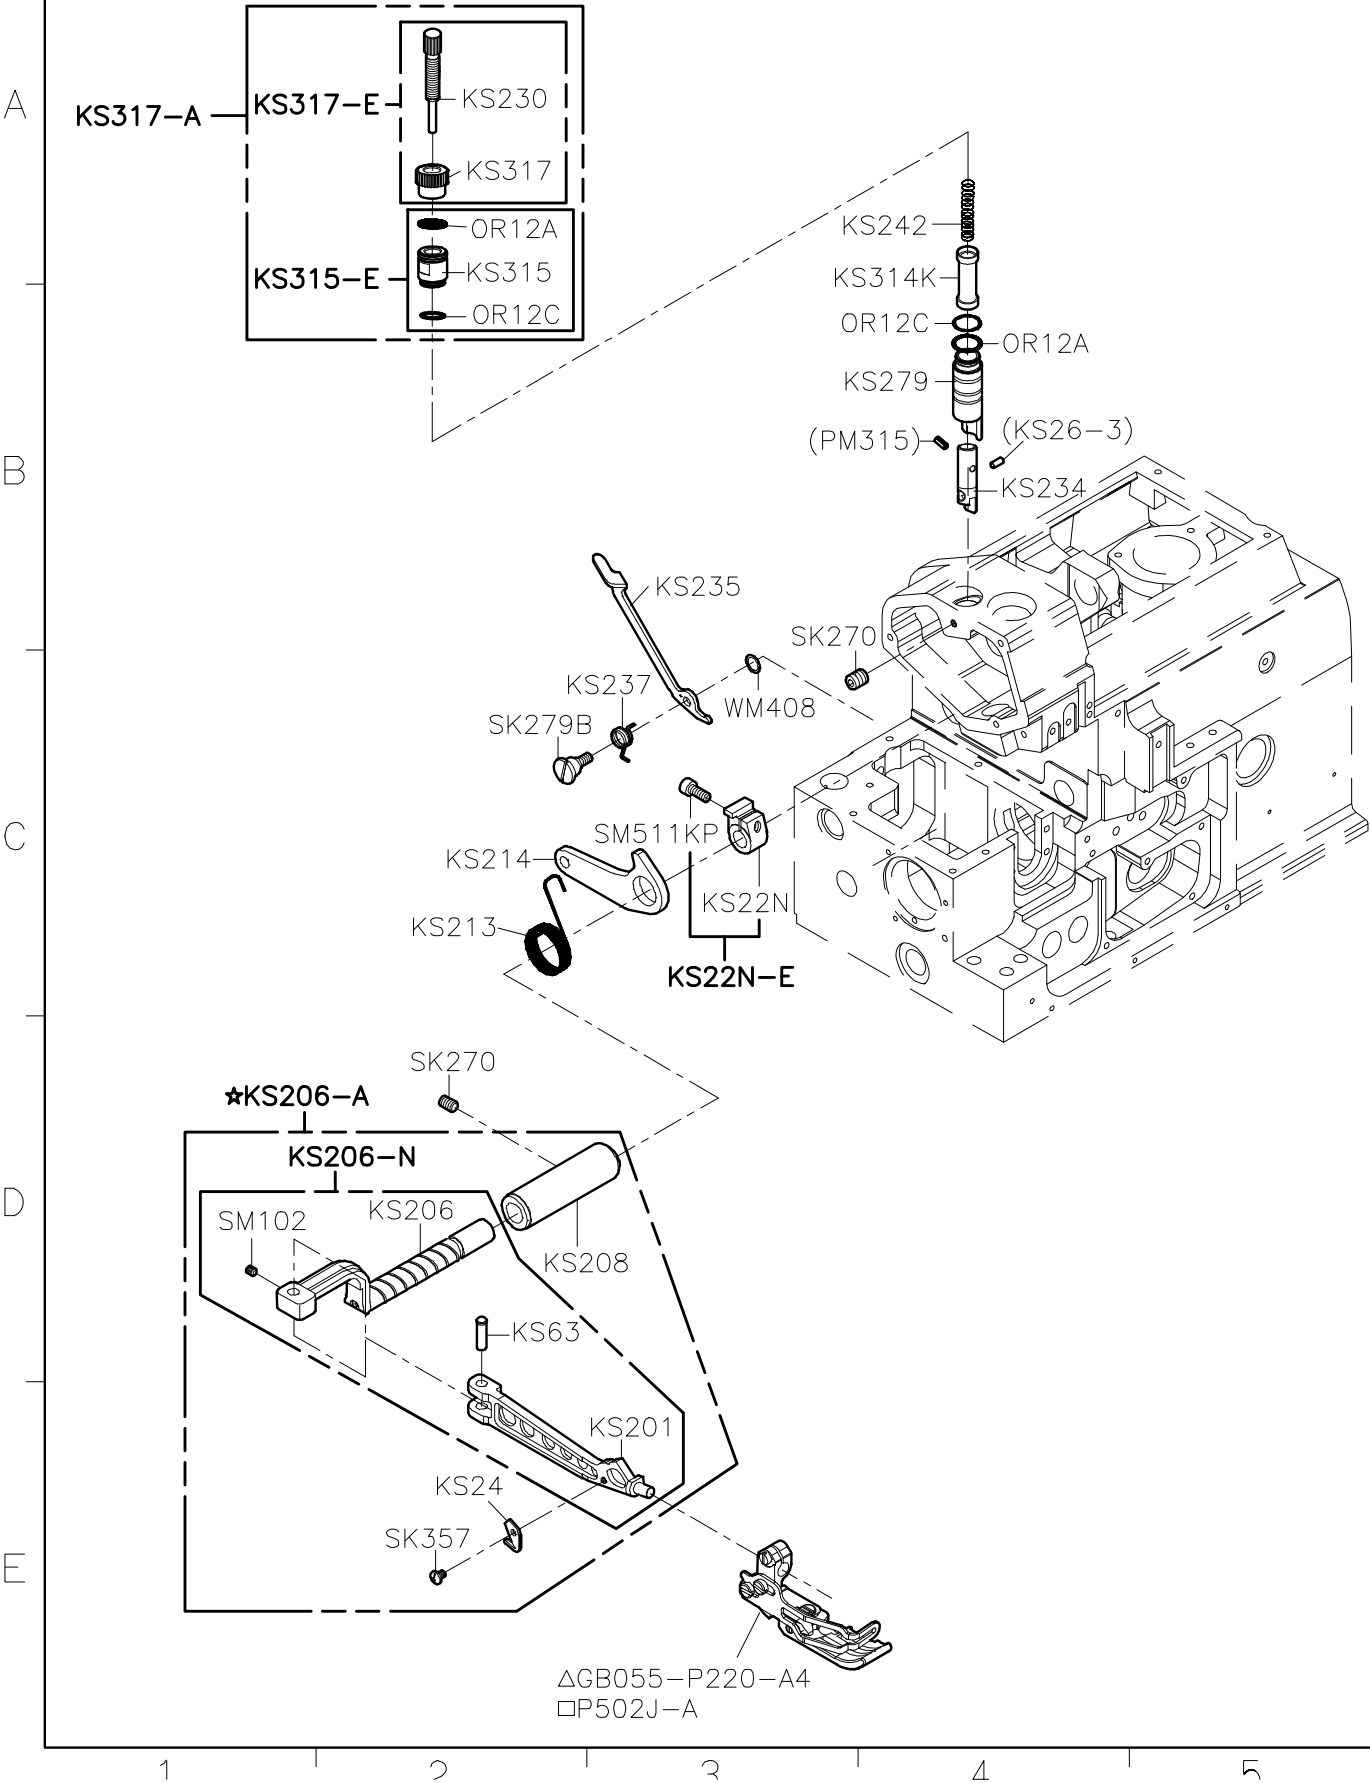 A
KS317-A
KS317-E
KS230
KS317
OR12A
KS315-E
KS315
OR12C
KS242
KS314K
OR12C
OR12A
KS279
(PM315)
(KS26-3)
B
KS234
KS235
SK270
KS237
WM408
SK279B
C
SM511KP
KS214
KS22N
KS213
KS22N-E
SK270
☆KS206-A
KS206-N
D
KS206
SM102
KS208
KS63
KS201
KS24
SK357
E
△GB055-P220-A4
□P502J-A
1 2 3 4 5